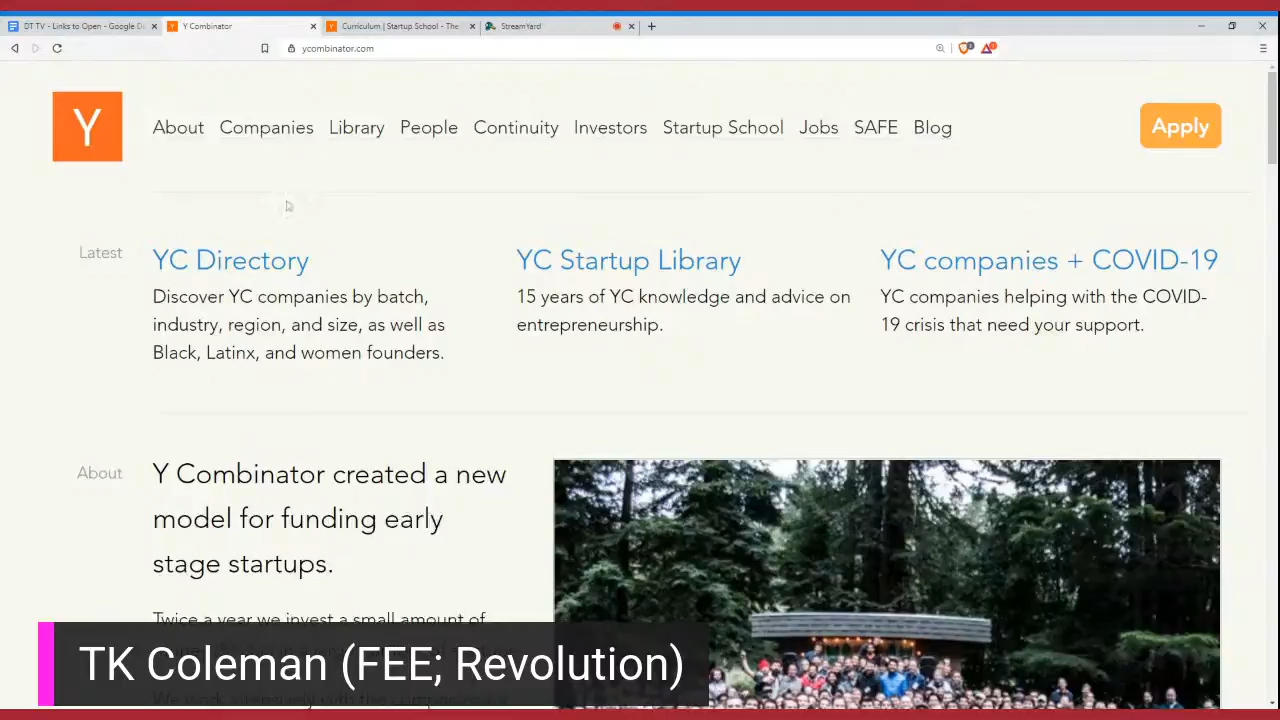 DT TV - Links to Open - Google D
Y Combinator
Curriculum | Startup School - The
StreamYard
ycombinator.com
Y
About
Companies
Library
People
Continuity
Investors
Startup School
Jobs
SAFE
Blog
Apply
Latest
YC Directory
Discover YC companies by batch,
industry, region, and size, as well as
Black, Latinx, and women founders.
YC Startup Library
15 years of YC knowledge and advice on
entrepreneurship.
YC companies + COVID-19
YC companies helping with the COVID-
19 crisis that need your support.
About
Y Combinator created a new
model for funding early
stage startups.
Twice a year we invest a small amount of
TK Coleman (FEE; Revolution)